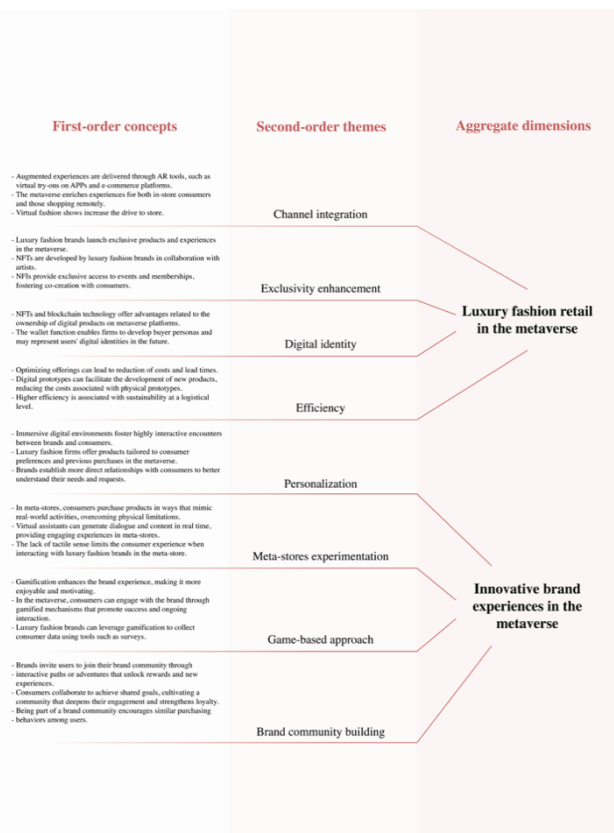 First-order concepts
Second-order themes
Aggregate dimensions
- Augmented experiences are delivered through AR tools, such as
virtual try-ons on APPs and e-commerce platforms.
- The metaverse enriches experiences for both in-store consumers
and those shopping remotely.
- Virtual fashion shows increase the drive to store.
Channel integration
- Luxury fashion brands launch exclusive products and experiences
in the metaverse.
- NFTs are developed by luxury fashion brands in collaboration with
artists.
- NFIs provide exclusive access to events and memberships,
fostering co-creation with consumers.
Exclusivity enhancement
- NFTs and blockchain technology offer advantages related to the
ownership of digital products on metaverse platforms.
- The wallet function enables firms to develop buyer personas and
may represent users' digital identities in the future.
Digital identity
Luxury fashion retail
in the metaverse
- Optimizing offerings can lead to reduction of costs and lead times.
- Digital prototypes can facilitate the development of new products,
reducing the costs associated with physical prototypes.
- Higher efficiency is associated with sustainability at a logistical
level.
Efficiency
- Immersive digital environments foster highly interactive encounters
between brands and consumers.
- Luxury fashion firms offer products tailored to consumer
preferences and previous purchases in the metaverse.
- Brands establish more direct relationships with consumers to better
understand their needs and requests.
Personalization
- In meta-stores, consumers purchase products in ways that mimic
real-world activities, overcoming physical limitations.
- Virtual assistants can generate dialogue and content in real time,
providing engaging experiences in meta-stores.
- The lack of tactile sense limits the consumer experience when
interacting with luxury fashion brands in the meta-store.
Meta-stores experimentation
- Gamification enhances the brand experience, making it more
enjoyable and motivating.
- In the metaverse, consumers can engage with the brand through
gamified mechanisms that promote success and ongoing
interaction.
- Luxury fashion brands can leverage gamification to collect
consumer data using tools such as surveys.
Game-based approach
Innovative brand
experiences in the
metaverse
- Brands invite users to join their brand community through
- interactive paths or adventures that unlock rewards and new
experiences.
- Consumers collaborate to achieve shared goals, cultivating a
community that deepens their engagement and strengthens loyalty.
- Being part of a brand community encourages similar purchasing
- behaviors among users.
Brand community building